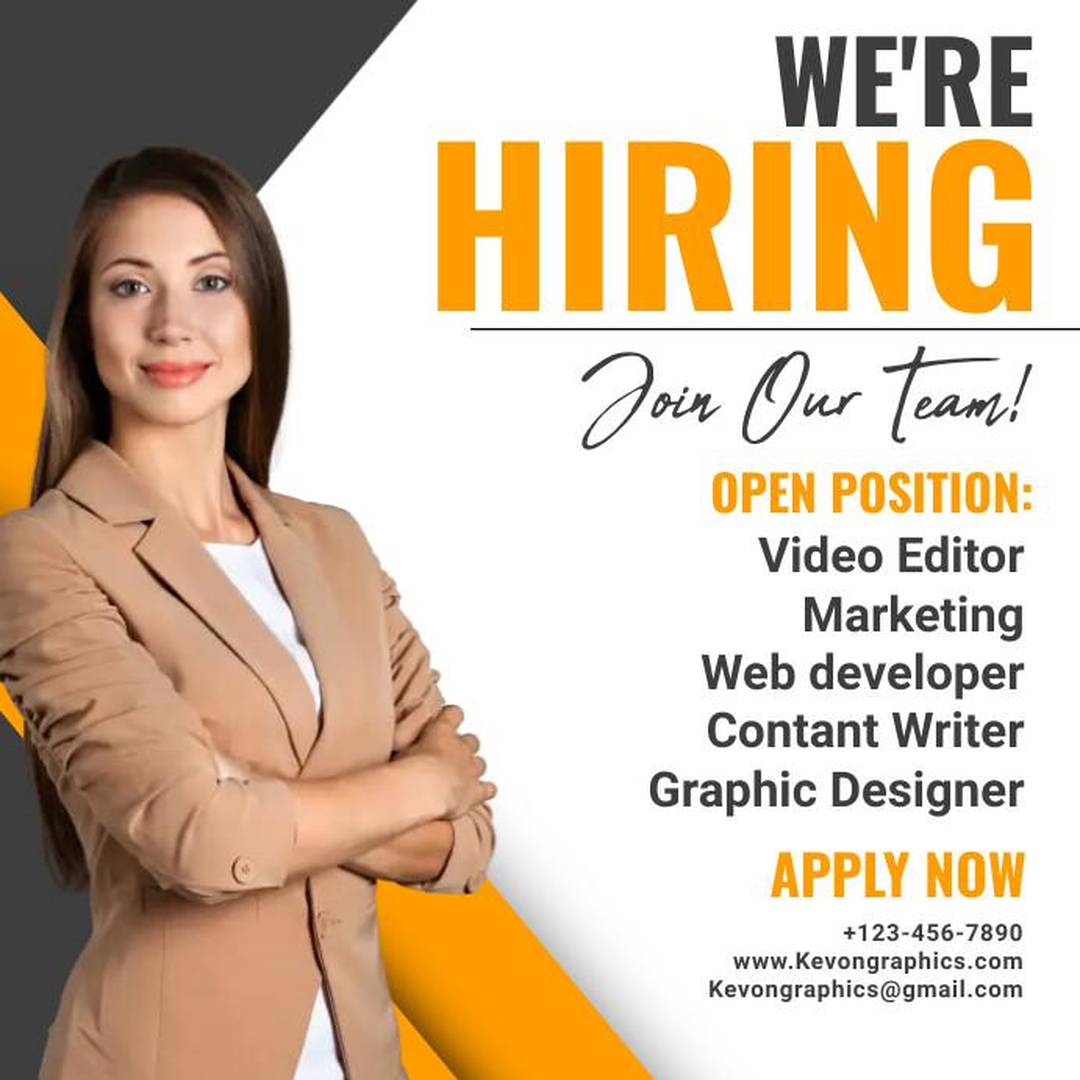 WE'RE
HIRING
Join Our Team!
OPEN POSITION:
Video Editor
Marketing
Web developer
Contant Writer
Graphic Designer
APPLY NOW
+123-456-7890
www.Kevongraphics.com
Kevongraphics@gmail.com